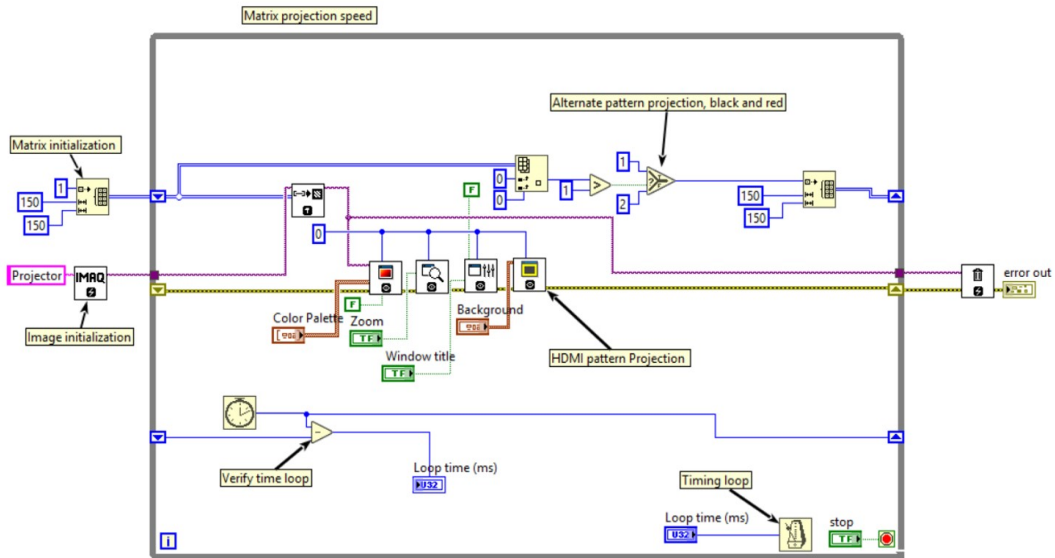 Matrix projection speed
Alternate pattern projection, black and red
Matrix initialization
1
150
150
0
0
1
1
2
150
150
F
0
Projector
IMAQ
error out
Image initialization
F
Color Palette
Zoom
TF
Window title
TF
Background
HDMI pattern Projection
Verify time loop
Loop time (ms)
U32
Timing loop
Loop time (ms)
U32
stop
TF
i